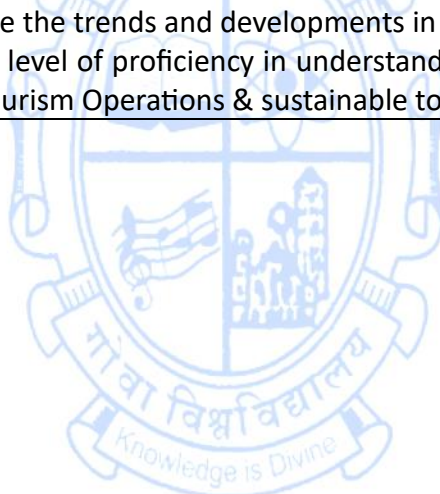 e the trends and developments in
level of proficiency in understand
urism Operations & sustainable to
गोंय विश्वविद्यालय
Knowledge is Divine